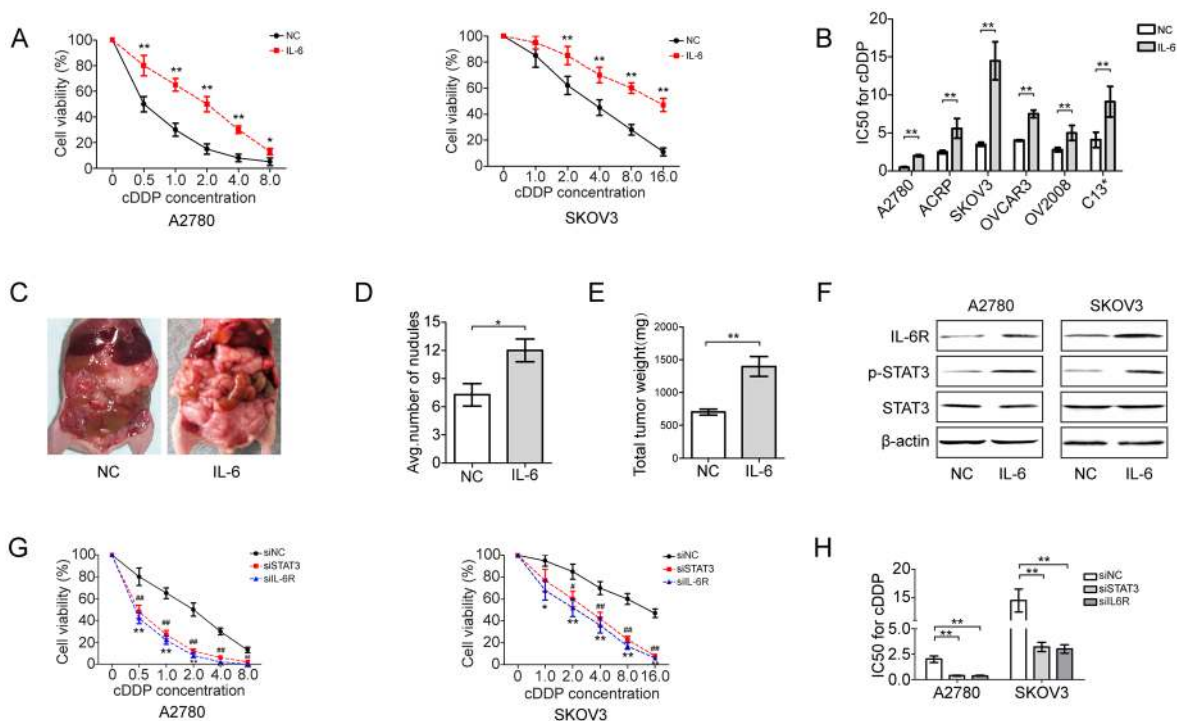 A
Cell viability (%)
100
80
60
40
20
0
0 0.5 1.0 2.0 4.0 8.0
cDDP concentration
A2780
NC
IL-6
** ** ** ** *
Cell viability (%)
100
80
60
40
20
0
0 1.0 2.0 4.0 8.0 16.0
cDDP concentration
SKOV3
NC
IL-6
** ** ** **
B
IC50 for cDDP
20
15
10
5
0
NC
IL-6
** ** ** ** ** **
A2780 ACRP SKOV3 OVCAR3 OV2008 C13*
C
NC IL-6
D
Avg.number of nudules
15
12
9
6
3
0
*
NC IL-6
E
Total tumor weight(mg)
2000
1500
1000
500
0
**
NC IL-6
F
A2780 SKOV3
IL-6R
p-STAT3
STAT3
β-actin
NC IL-6 NC IL-6
G
Cell viability (%)
100
80
60
40
20
0
0 0.5 1.0 2.0 4.0 8.0
cDDP concentration
A2780
siNC
siSTAT3
siIL-6R
## ## ## ##
** ** **
Cell viability (%)
100
80
60
40
20
0
0 1.0 2.0 4.0 8.0 16.0
cDDP concentration
SKOV3
siNC
siSTAT3
siIL-6R
# ## ## ##
* ** ** ** **
H
IC50 for cDDP
20
15
5.0
2.5
0.0
siNC
siSTAT3
siIL6R
** **
** **
A2780 SKOV3